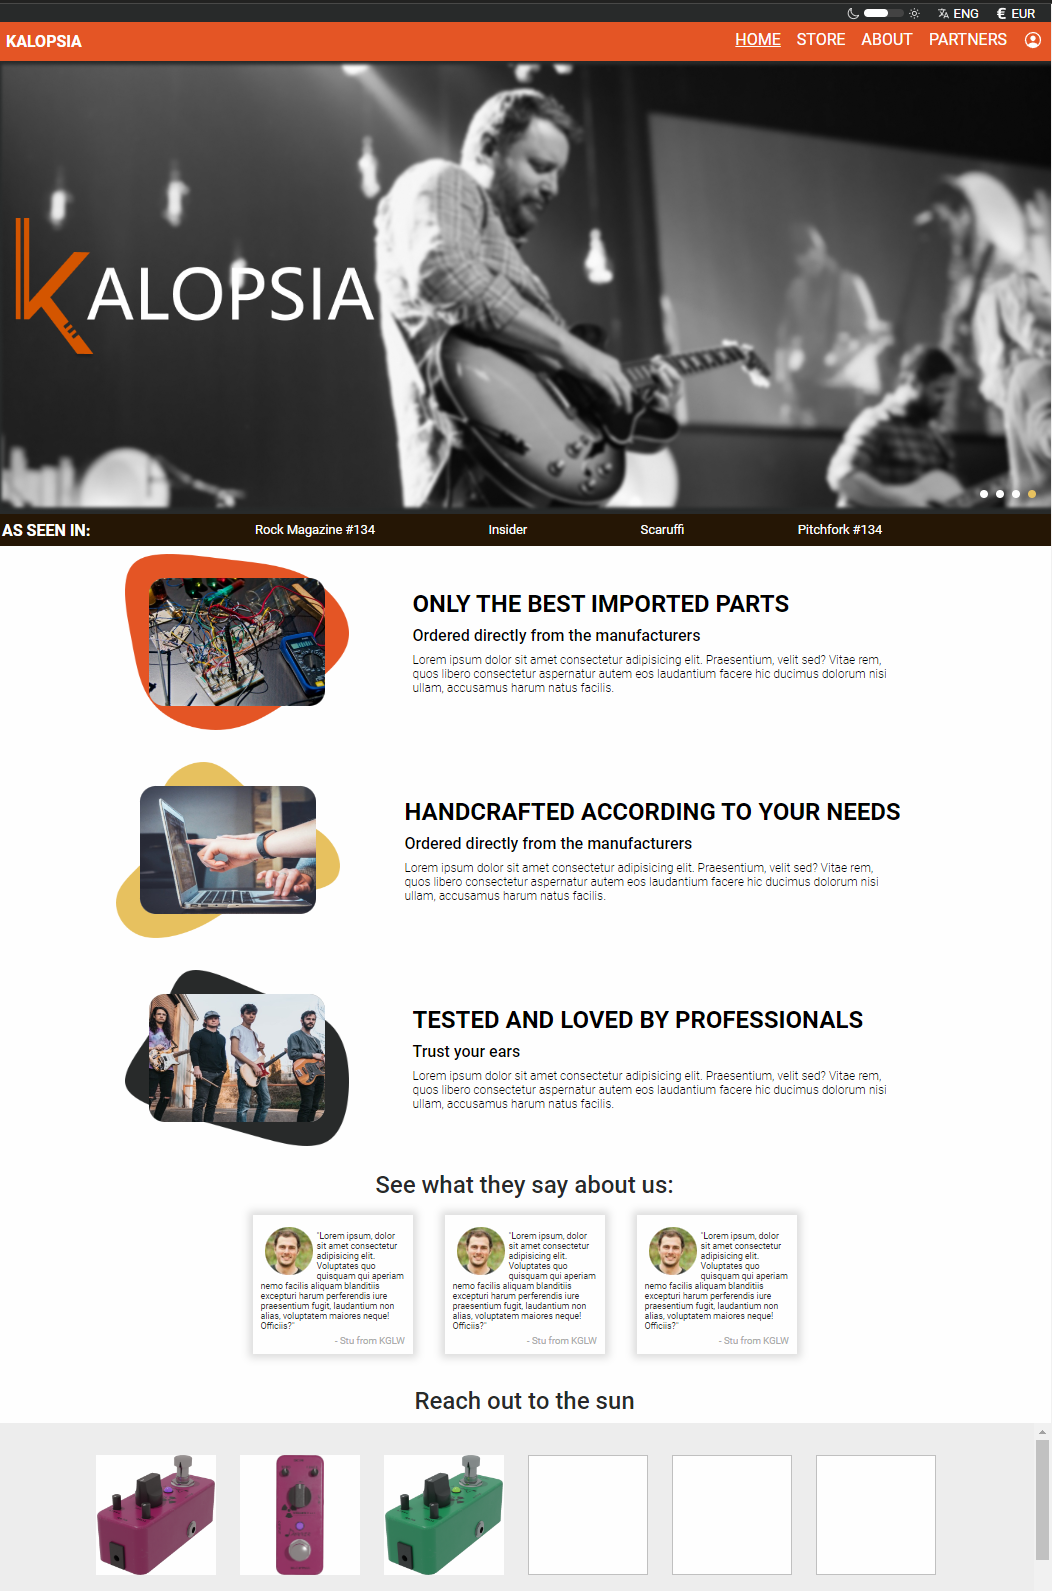 ENG
€ EUR
KALOPSIA
HOME STORE ABOUT PARTNERS
KALOPSIA
AS SEEN IN:
Rock Magazine #134
Insider
Scaruffi
Pitchfork #134
ONLY THE BEST IMPORTED PARTS
Ordered directly from the manufacturers
Lorem ipsum dolor sit amet consectetur adipisicing elit. Praesentium, velit sed? Vitae rem,
quos libero consectetur aspernatur autem eos laudantium facere hic ducimus dolorum nisi
ullam, accusamus harum natus facilis.
HANDCRAFTED ACCORDING TO YOUR NEEDS
Ordered directly from the manufacturers
Lorem ipsum dolor sit amet consectetur adipisicing elit. Praesentium, velit sed? Vitae rem,
quos libero consectetur aspernatur autem eos laudantium facere hic ducimus dolorum nisi
ullam, accusamus harum natus facilis.
TESTED AND LOVED BY PROFESSIONALS
Trust your ears
Lorem ipsum dolor sit amet consectetur adipisicing elit. Praesentium, velit sed? Vitae rem,
quos libero consectetur aspernatur autem eos laudantium facere hic ducimus dolorum nisi
ullam, accusamus harum natus facilis.
See what they say about us:
"Lorem ipsum, dolor
sit amet consectetur
adipisicing elit.
Voluptates quo
quisquam qui aperiam
nemo facilis aliquam blanditiis
excepturi harum perferendis iure
praesentium fugit, laudantium non
alias, voluptatem maiores neque!
Officiis?"
- Stu from KGLW
"Lorem ipsum, dolor
sit amet consectetur
adipisicing elit.
Voluptates quo
quisquam qui aperiam
nemo facilis aliquam blanditiis
excepturi harum perferendis iure
praesentium fugit, laudantium non
alias, voluptatem maiores neque!
Officiis?"
- Stu from KGLW
"Lorem ipsum, dolor
sit amet consectetur
adipisicing elit.
Voluptates quo
quisquam qui aperiam
nemo facilis aliquam blanditiis
excepturi harum perferendis iure
praesentium fugit, laudantium non
alias, voluptatem maiores neque!
Officiis?"
- Stu from KGLW
Reach out to the sun